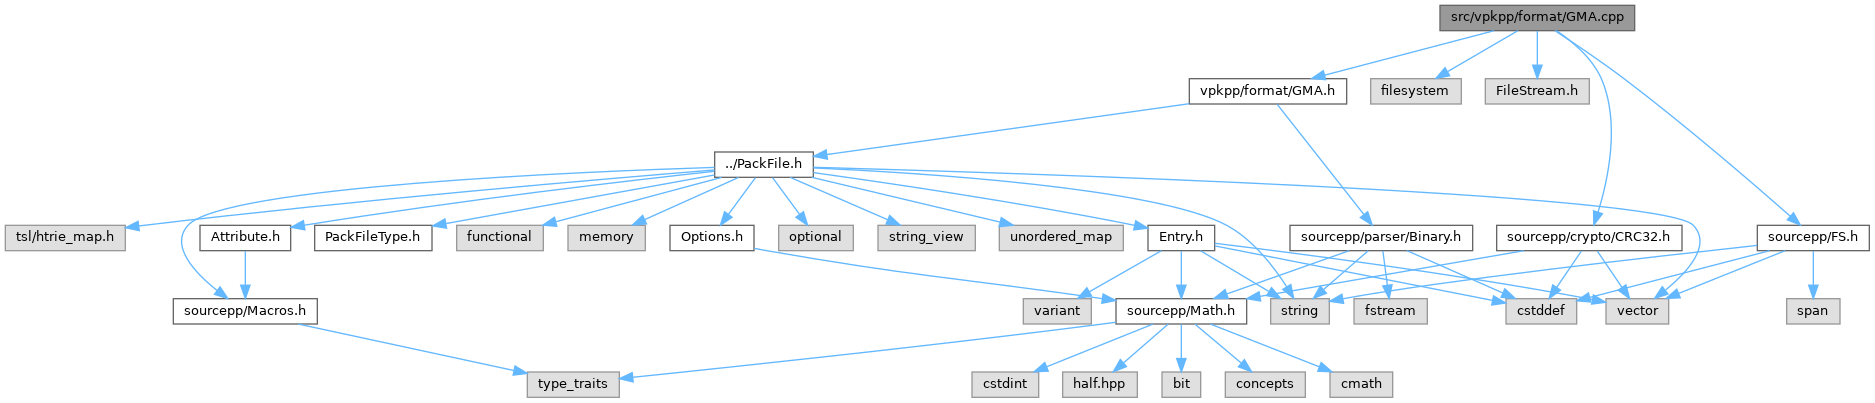 src/vpkpp/format/GMA.cpp
vpkpp/format/GMA.h
filesystem
FileStream.h
../PackFile.h
tsl/htrie_map.h
Attribute.h
PackFileType.h
functional
memory
Options.h
optional
string_view
unordered_map
Entry.h
sourcepp/parser/Binary.h
sourcepp/crypto/CRC32.h
sourcepp/FS.h
sourcepp/Macros.h
variant
sourcepp/Math.h
string
fstream
cstddef
vector
span
type_traits
cstdint
half.hpp
bit
concepts
cmath